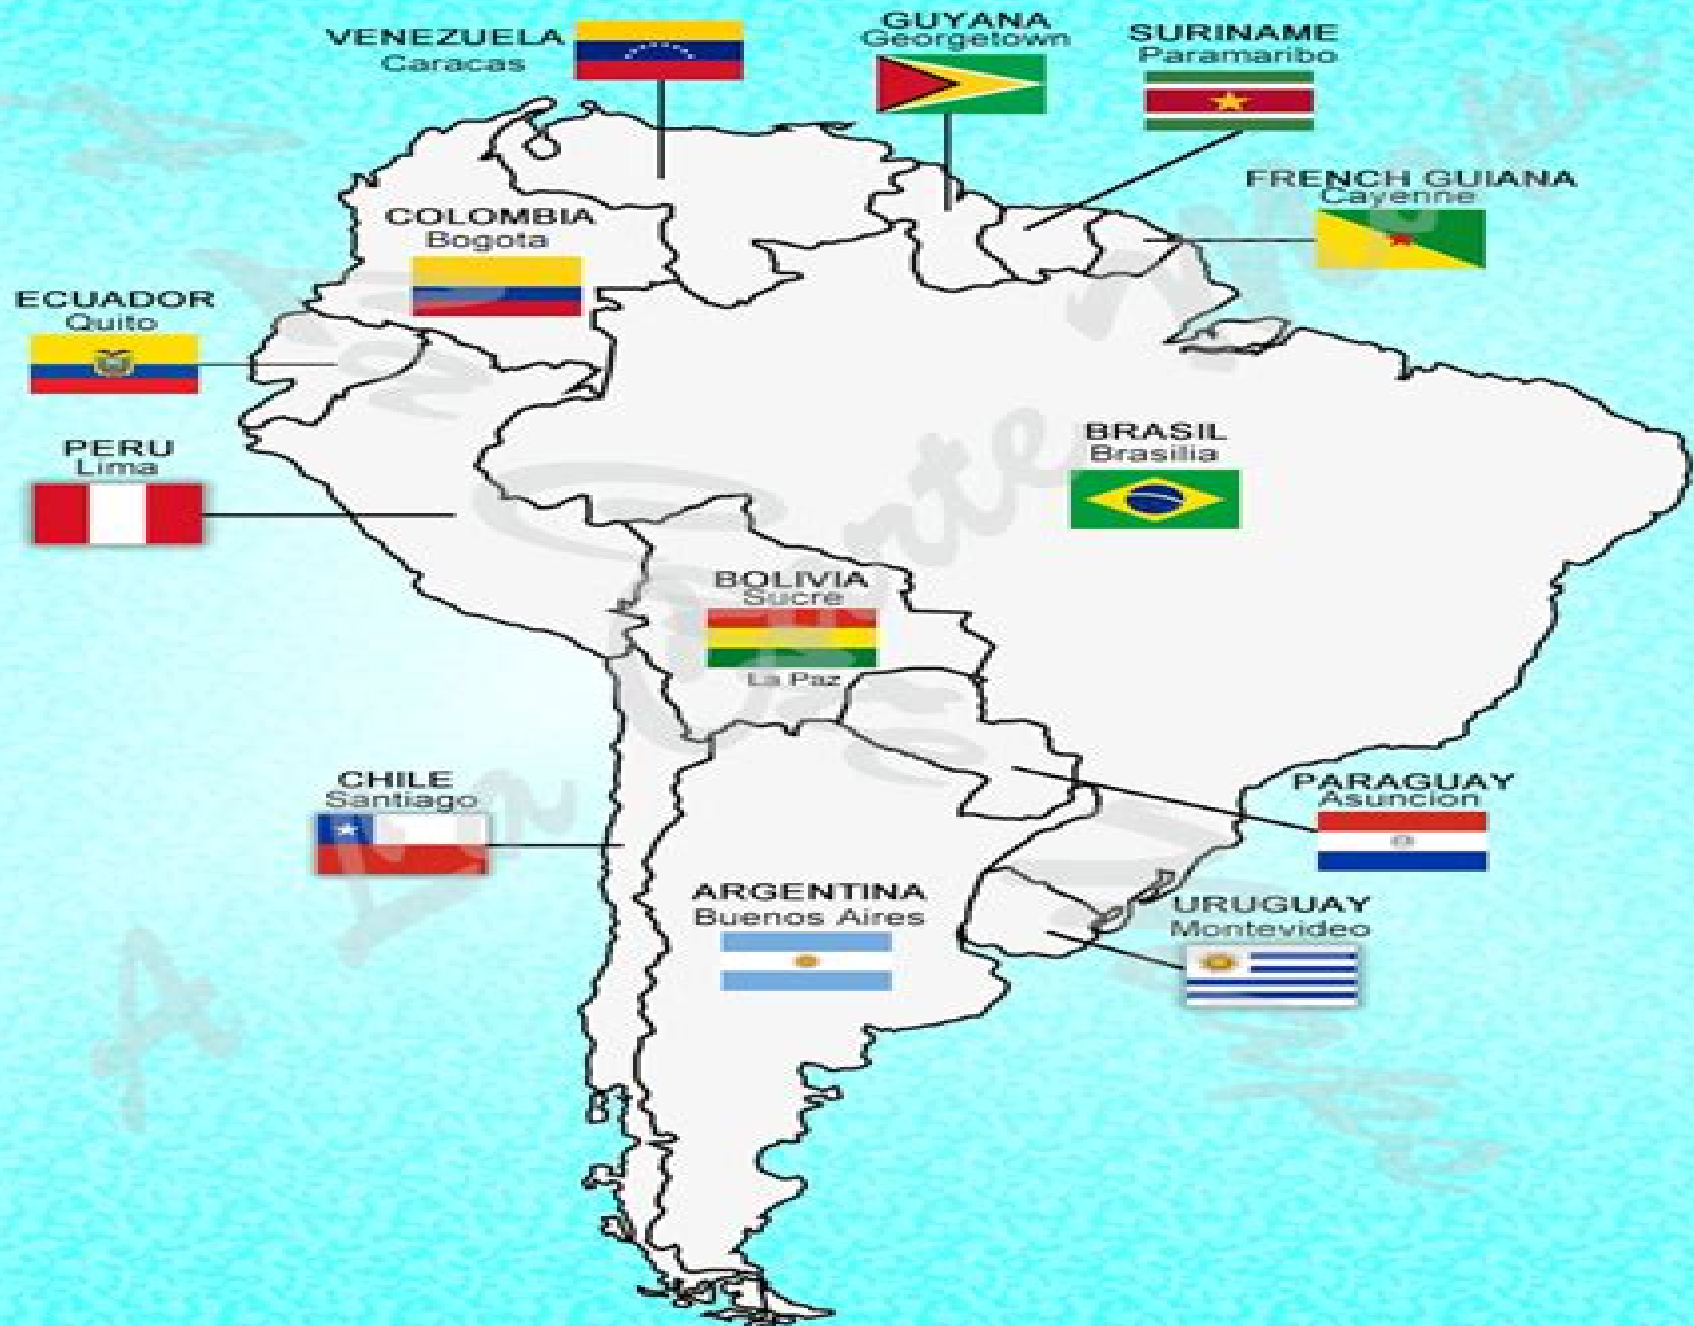 VENEZUELA
Caracas
GUYANA
Georgetown
SURINAME
Paramaribo
FRENCH GUIANA
Cayenne
COLOMBIA
Bogota
ECUADOR
Quito
PERU
Lima
BRASIL
Brasilia
BOLIVIA
Sucre
La Paz
CHILE
Santiago
PARAGUAY
Asuncion
ARGENTINA
Buenos Aires
URUGUAY
Montevideo